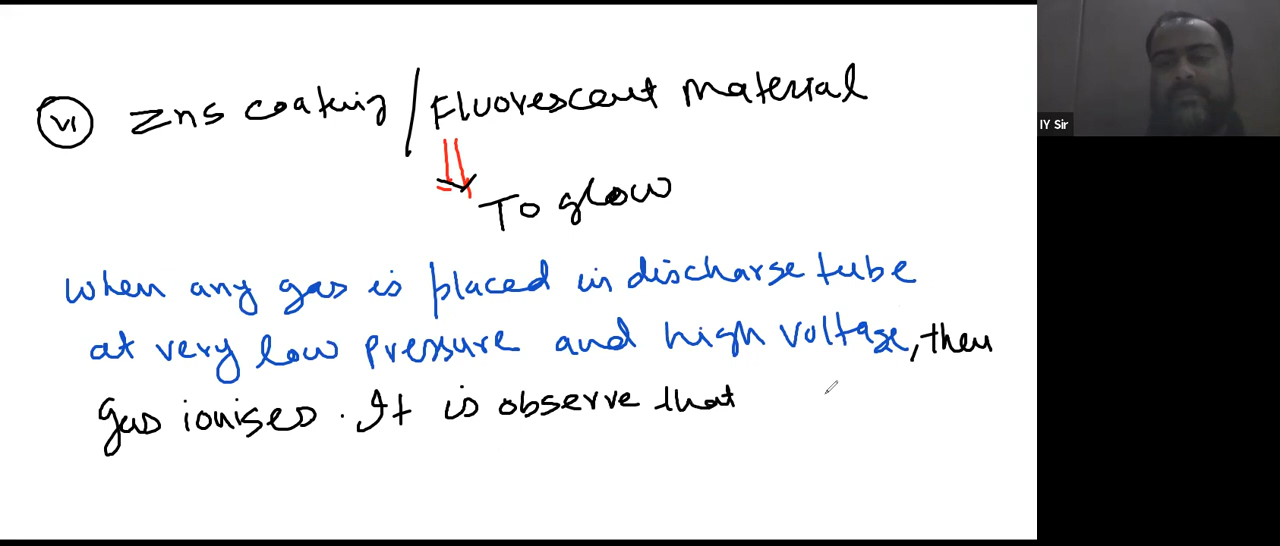 VI ZnS coating / Fluorescent Material
To glow
when any gas is placed in discharge tube
at very low pressure and high voltage, then
gas ionises. It is observe that
IY Sir